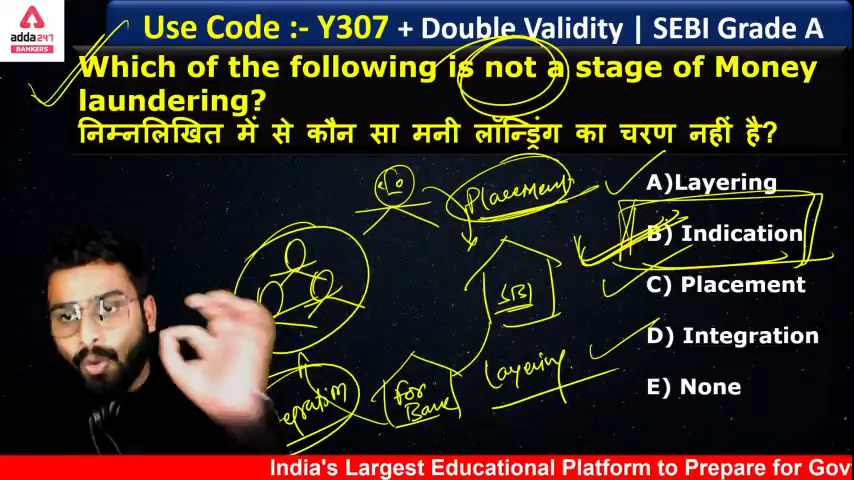 adda247
BANKERS
Use Code :- Y307 + Double Validity | SEBI Grade A
Which of the following is not a stage of Money
laundering?
निम्नलिखित में से कौन सा मनी लॉन्ड्रिंग का चरण नहीं है?
Placement
A)Layering
B) Indication
SBI
C) Placement
Layering
D) Integration
For
Bank
E) None
India's Largest Educational Platform to Prepare for Gov